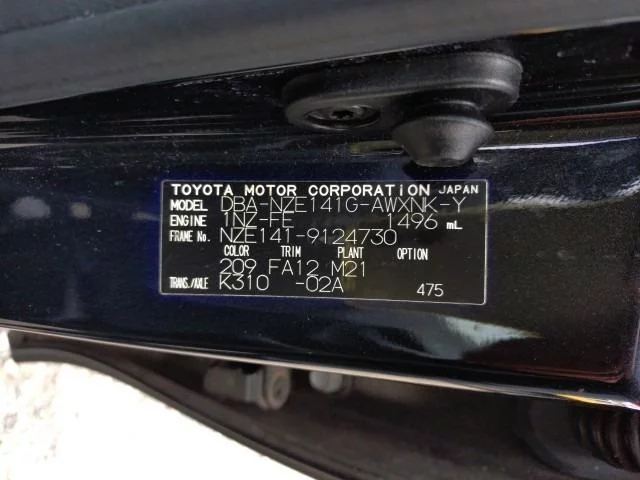 TOYOTA MOTOR CORPORATION JAPAN
MODEL DBA-NZE141G-AWXNK-Y
ENGINE 1NZ-FE 1496 mL
FRAME No. NZE141-9124730
COLOR TRIM PLANT OPTION
209 FA12 M21
TRANS./AXLE K310 -02A 475